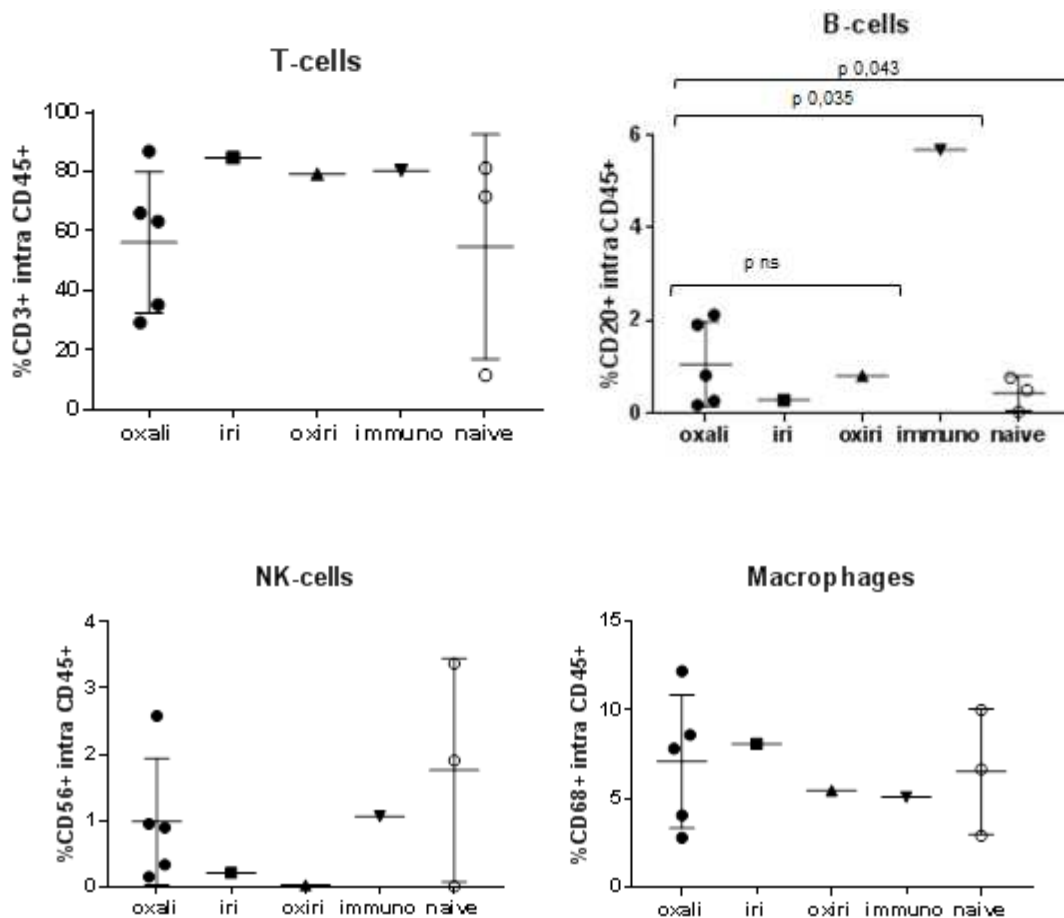 T-cells
%CD3+ intra CD45+
100
80
60
40
20
0
oxali iri oxiri immuno naive
B-cells
p 0,043
p 0,035
p ns
%CD20+ intra CD45+
6
4
2
0
oxali iri oxiri immuno naive
NK-cells
%CD56+ intra CD45+
4
3
2
1
0
oxali iri oxiri immuno naive
Macrophages
%CD68+ intra CD45+
15
10
5
0
oxali iri oxiri immuno naive